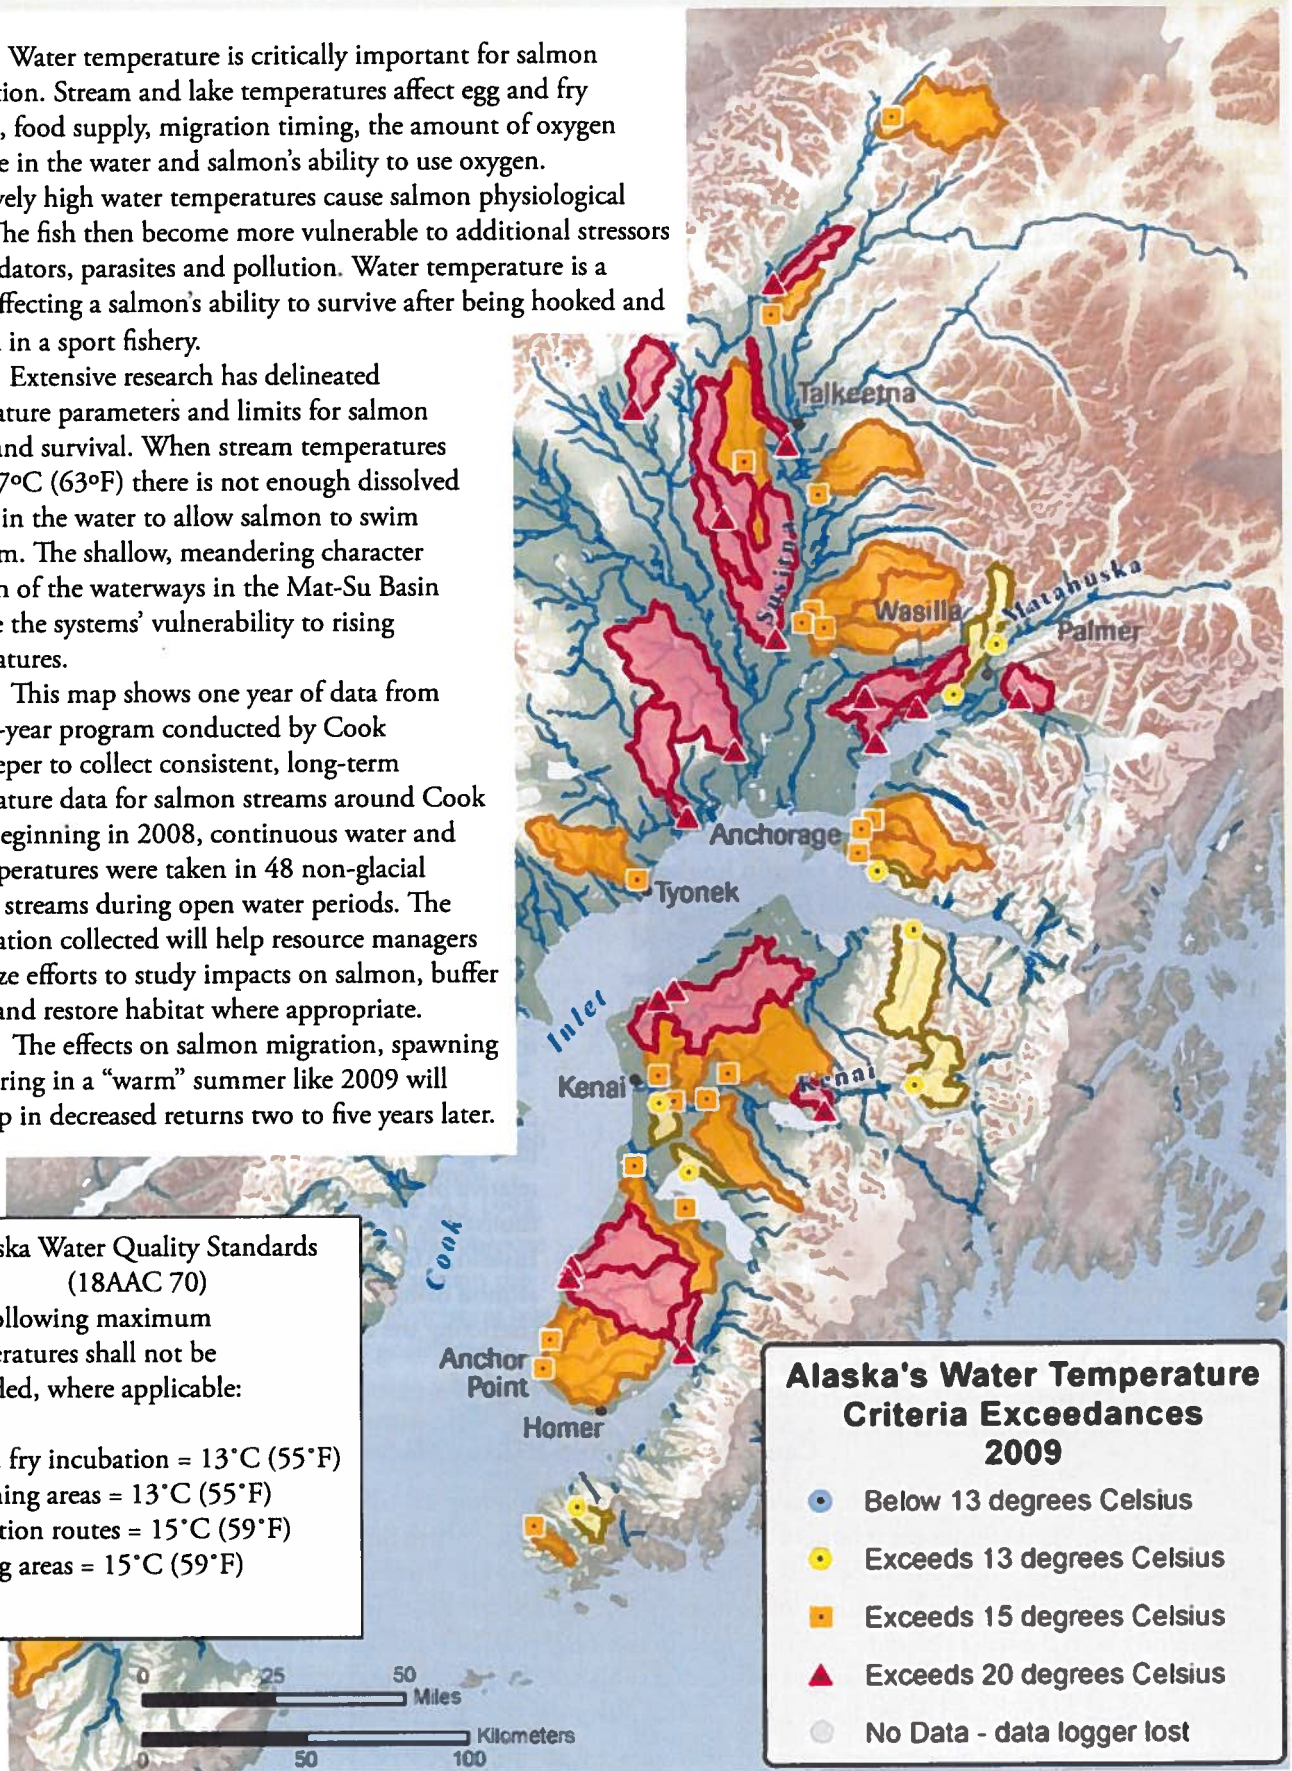 Water temperature is critically important for salmon
tion. Stream and lake temperatures affect egg and fry
, food supply, migration timing, the amount of oxygen
e in the water and salmon's ability to use oxygen.
vely high water temperatures cause salmon physiological
he fish then become more vulnerable to additional stressors
dators, parasites and pollution. Water temperature is a
ffecting a salmon's ability to survive after being hooked and
in a sport fishery.
Extensive research has delineated
ature parameters and limits for salmon
nd survival. When stream temperatures
7°C (63°F) there is not enough dissolved
in the water to allow salmon to swim
m. The shallow, meandering character
n of the waterways in the Mat-Su Basin
e the systems' vulnerability to rising
atures.
This map shows one year of data from
-year program conducted by Cook
eper to collect consistent, long-term
ature data for salmon streams around Cook
eginning in 2008, continuous water and
peratures were taken in 48 non-glacial
streams during open water periods. The
ation collected will help resource managers
ze efforts to study impacts on salmon, buffer
and restore habitat where appropriate.
The effects on salmon migration, spawning
ring in a “warm” summer like 2009 will
p in decreased returns two to five years later.
Talkeetna
Susitna
Wasilla
Matanuska
Palmer
Anchorage
Tyonek
Inlet
Kenai
Kenai
Cook
Anchor
Point
Homer
ska Water Quality Standards
(18AAC 70)
ollowing maximum
eratures shall not be
ded, where applicable:
fry incubation = 13°C (55°F)
ning areas = 13°C (55°F)
tion routes = 15°C (59°F)
g areas = 15°C (59°F)
0 25 50
Miles
Kilometers
0 50 100
Alaska's Water Temperature
Criteria Exceedances
2009
Below 13 degrees Celsius
Exceeds 13 degrees Celsius
Exceeds 15 degrees Celsius
Exceeds 20 degrees Celsius
No Data - data logger lost